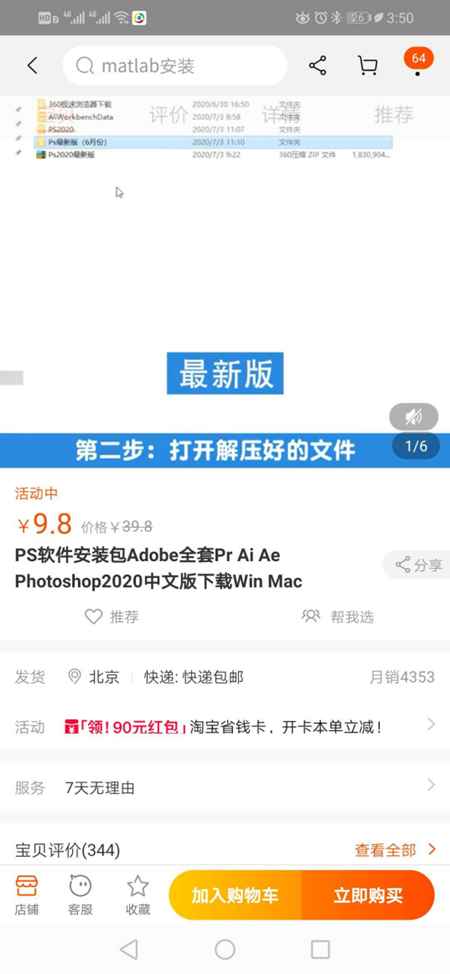 3:50
matlab安装
64
评价 详情 推荐
360极速浏览器下载 2020/6/30 16:50 文件夹
AliWorkbenchData 2020/7/3 8:58 文件夹
PS2020 2020/7/3 11:07 文件夹
Ps最新版（6月份） 2020/7/3 11:10 文件夹
Ps2020最新版 2020/7/3 9:22 360压缩 ZIP 文件 1,830,904...
最新版
第二步：打开解压好的文件
1/6
活动中
￥9.8 价格￥39.8
PS软件安装包Adobe全套Pr Ai Ae
Photoshop2020中文版下载Win Mac
分享
推荐 帮我选
发货 北京 快递: 快递包邮 月销4353
活动 「领! 90元红包」淘宝省钱卡，开卡本单立减!
服务 7天无理由
宝贝评价(344) 查看全部
店铺 客服 收藏 加入购物车 立即购买